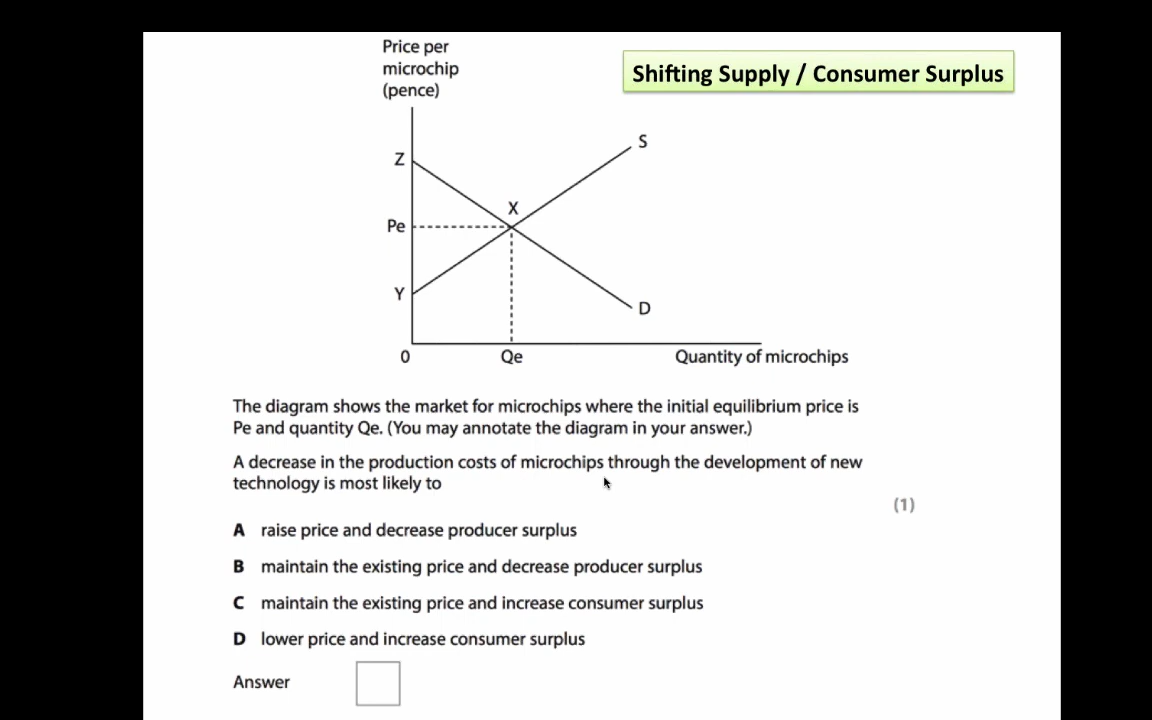 Price per
microchip
(pence)
Shifting Supply / Consumer Surplus
S
Z
X
Pe
Y
D
0
Qe
Quantity of microchips
The diagram shows the market for microchips where the initial equilibrium price is
Pe and quantity Qe. (You may annotate the diagram in your answer.)
A decrease in the production costs of microchips through the development of new
technology is most likely to
(1)
A raise price and decrease producer surplus
B maintain the existing price and decrease producer surplus
C maintain the existing price and increase consumer surplus
D lower price and increase consumer surplus
Answer